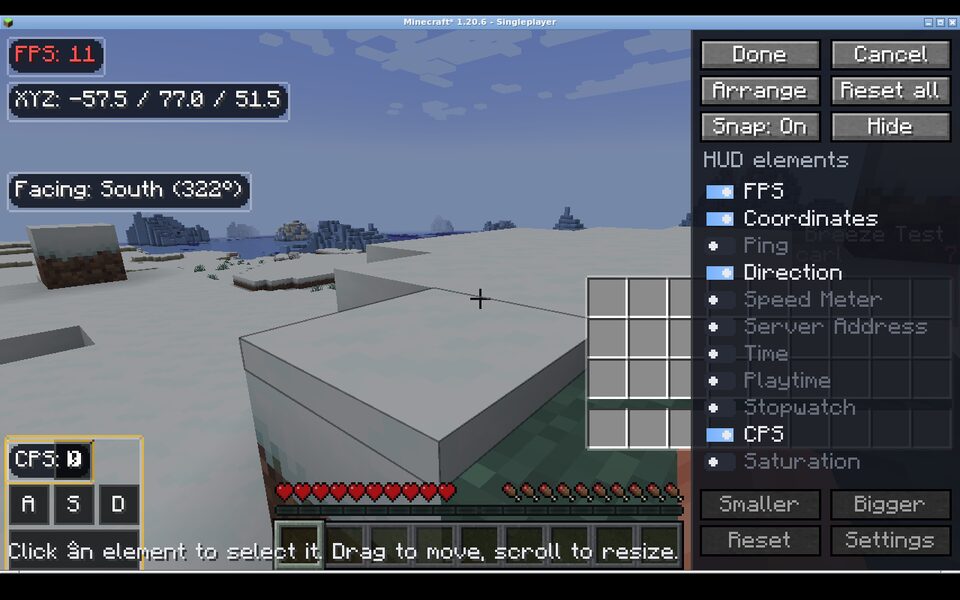 Minecraft* 1.20.6 - Singleplayer
FPS: 11
XYZ: -57.5 / 77.0 / 51.5
Facing: South (322º)
CPS: 0
A S D
Click an element to select it. Drag to move, scroll to resize.
Done Cancel
Arrange Reset all
Snap: On Hide
HUD elements
FPS
Coordinates
Ping
Direction
Speed Meter
Server Address
Time
Playtime
Stopwatch
CPS
Saturation
Smaller Bigger
Reset Settings